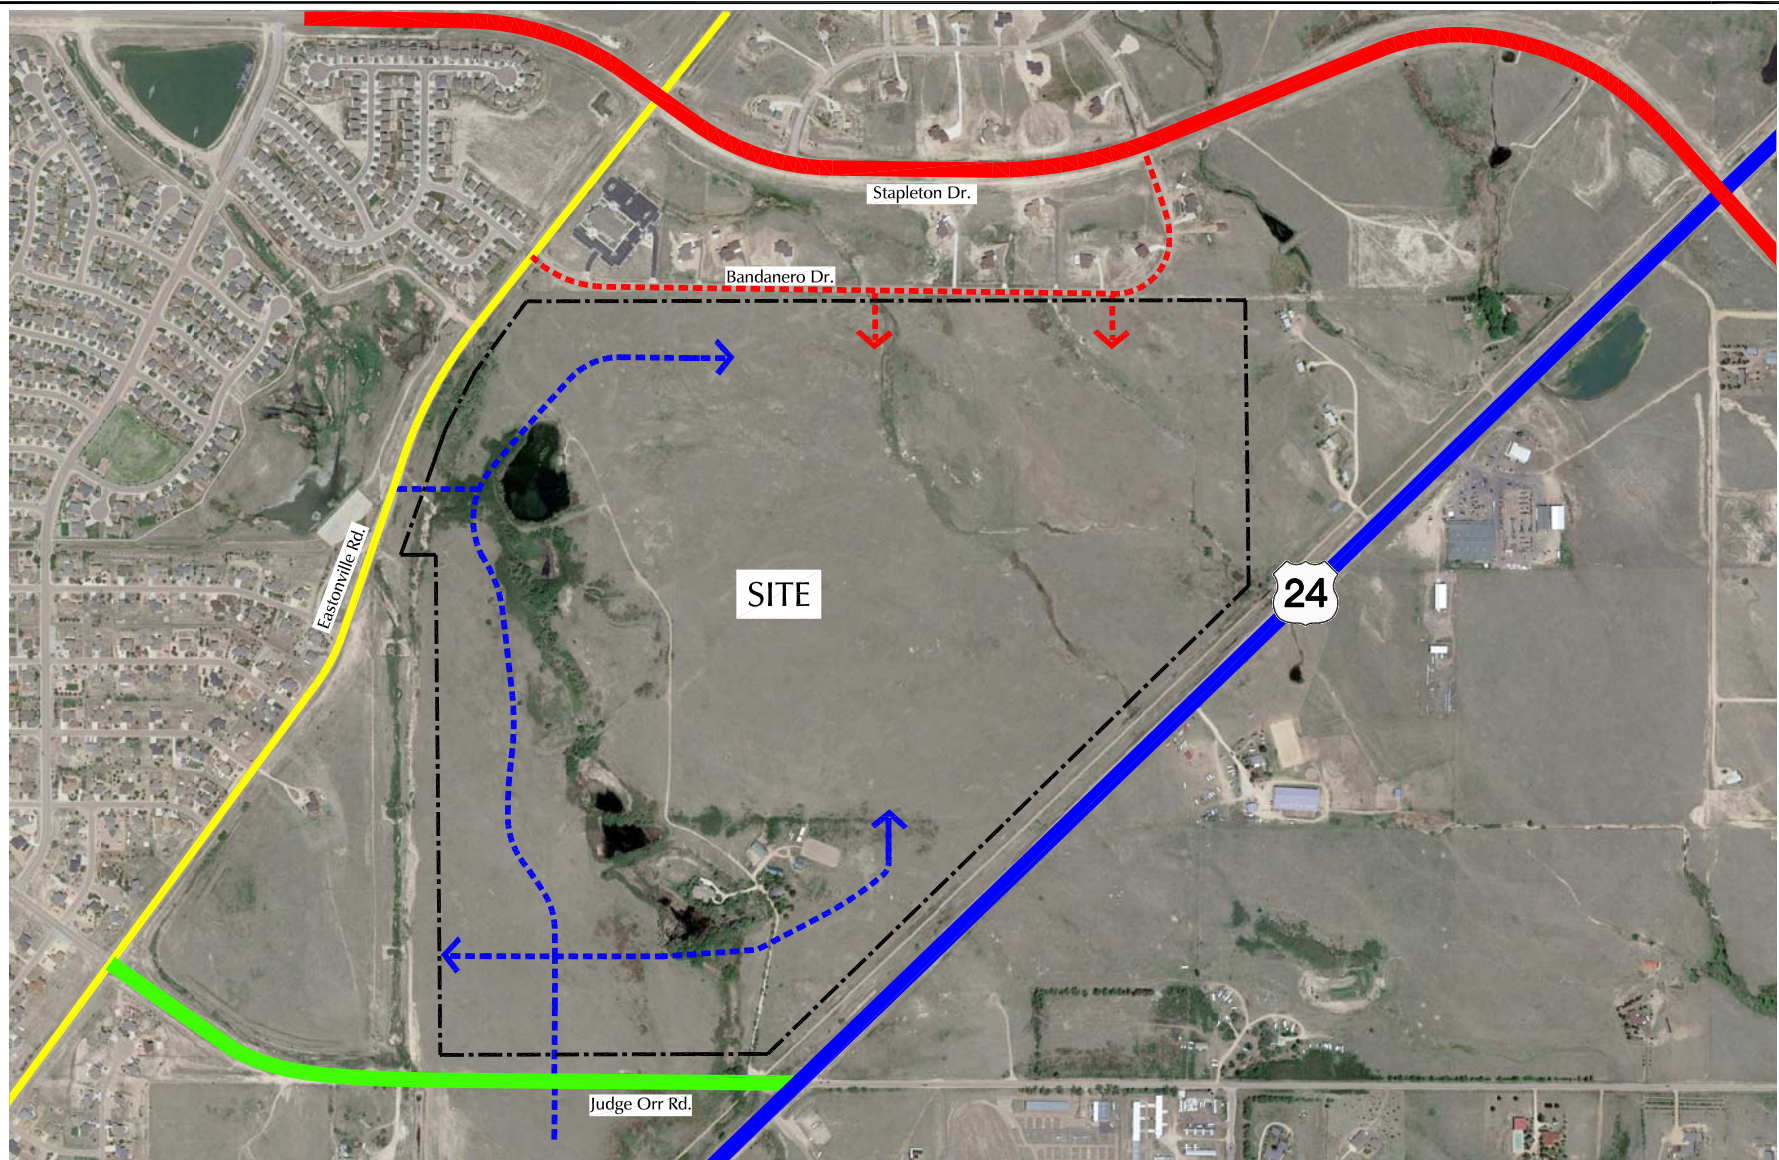 Stapleton Dr.
Bandanero Dr.
Eastonville Rd.
SITE
24
Judge Orr Rd.